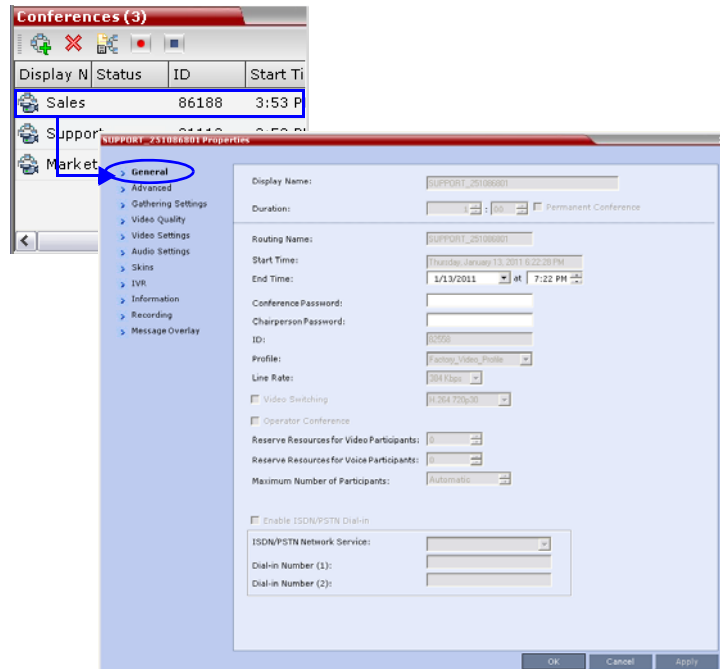 Conferences (3)
Display N Status ID Start Ti
Sales 86188 3:53 P
Suppor
Market
SUPPORT_251086801 Properties
General
Advanced
Gathering Settings
Video Quality
Video Settings
Audio Settings
Skins
IVR
Information
Recording
Message Overlay
Display Name: SUPPORT_251086801
Duration: 1 : 00 Permanent Conference
Routing Name: SUPPORT_251086801
Start Time: Thursday, January 13, 2011 6:22:28 PM
End Time: 1/13/2011 at 7:22 PM
Conference Password:
Chairperson Password:
ID: 82558
Profile: Factory_Video_Profile
Line Rate: 384 Kbps
Video Switching H.264 720p30
Operator Conference
Reserve Resources for Video Participants: 0
Reserve Resources for Voice Participants: 0
Maximum Number of Participants: Automatic
Enable ISDN/PSTN Dial-in
ISDN/PSTN Network Service:
Dial-in Number (1):
Dial-in Number (2):
OK Cancel Apply